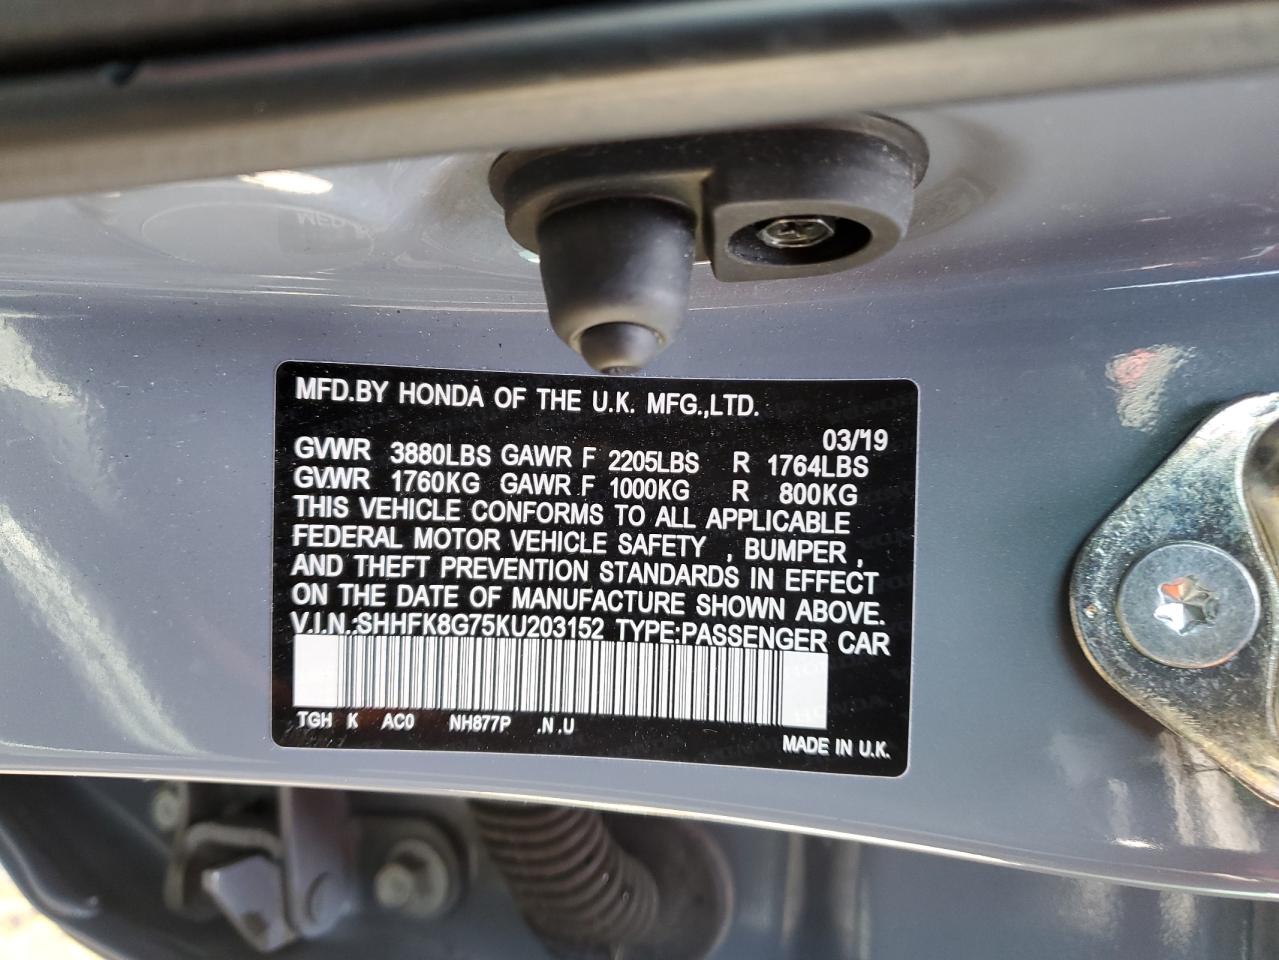 MFD.BY HONDA OF THE U.K. MFG.,LTD.
03/'19
GVWR 3880LBS GAWR F 2205LBS R 1764LBS
GVWR 1760KG GAWR F 1000KG R 800KG
THIS VEHICLE CONFORMS TO ALL APPLICABLE
FEDERAL MOTOR VEHICLE SAFETY , BUMPER ,
AND THEFT PREVENTION STANDARDS IN EFFECT
ON THE DATE OF MANUFACTURE SHOWN ABOVE.
V.I.N.:SHHFK8G75KU203152 TYPE:PASSENGER CAR
TGH K AC0 NH877P .N .U
MADE IN U.K.